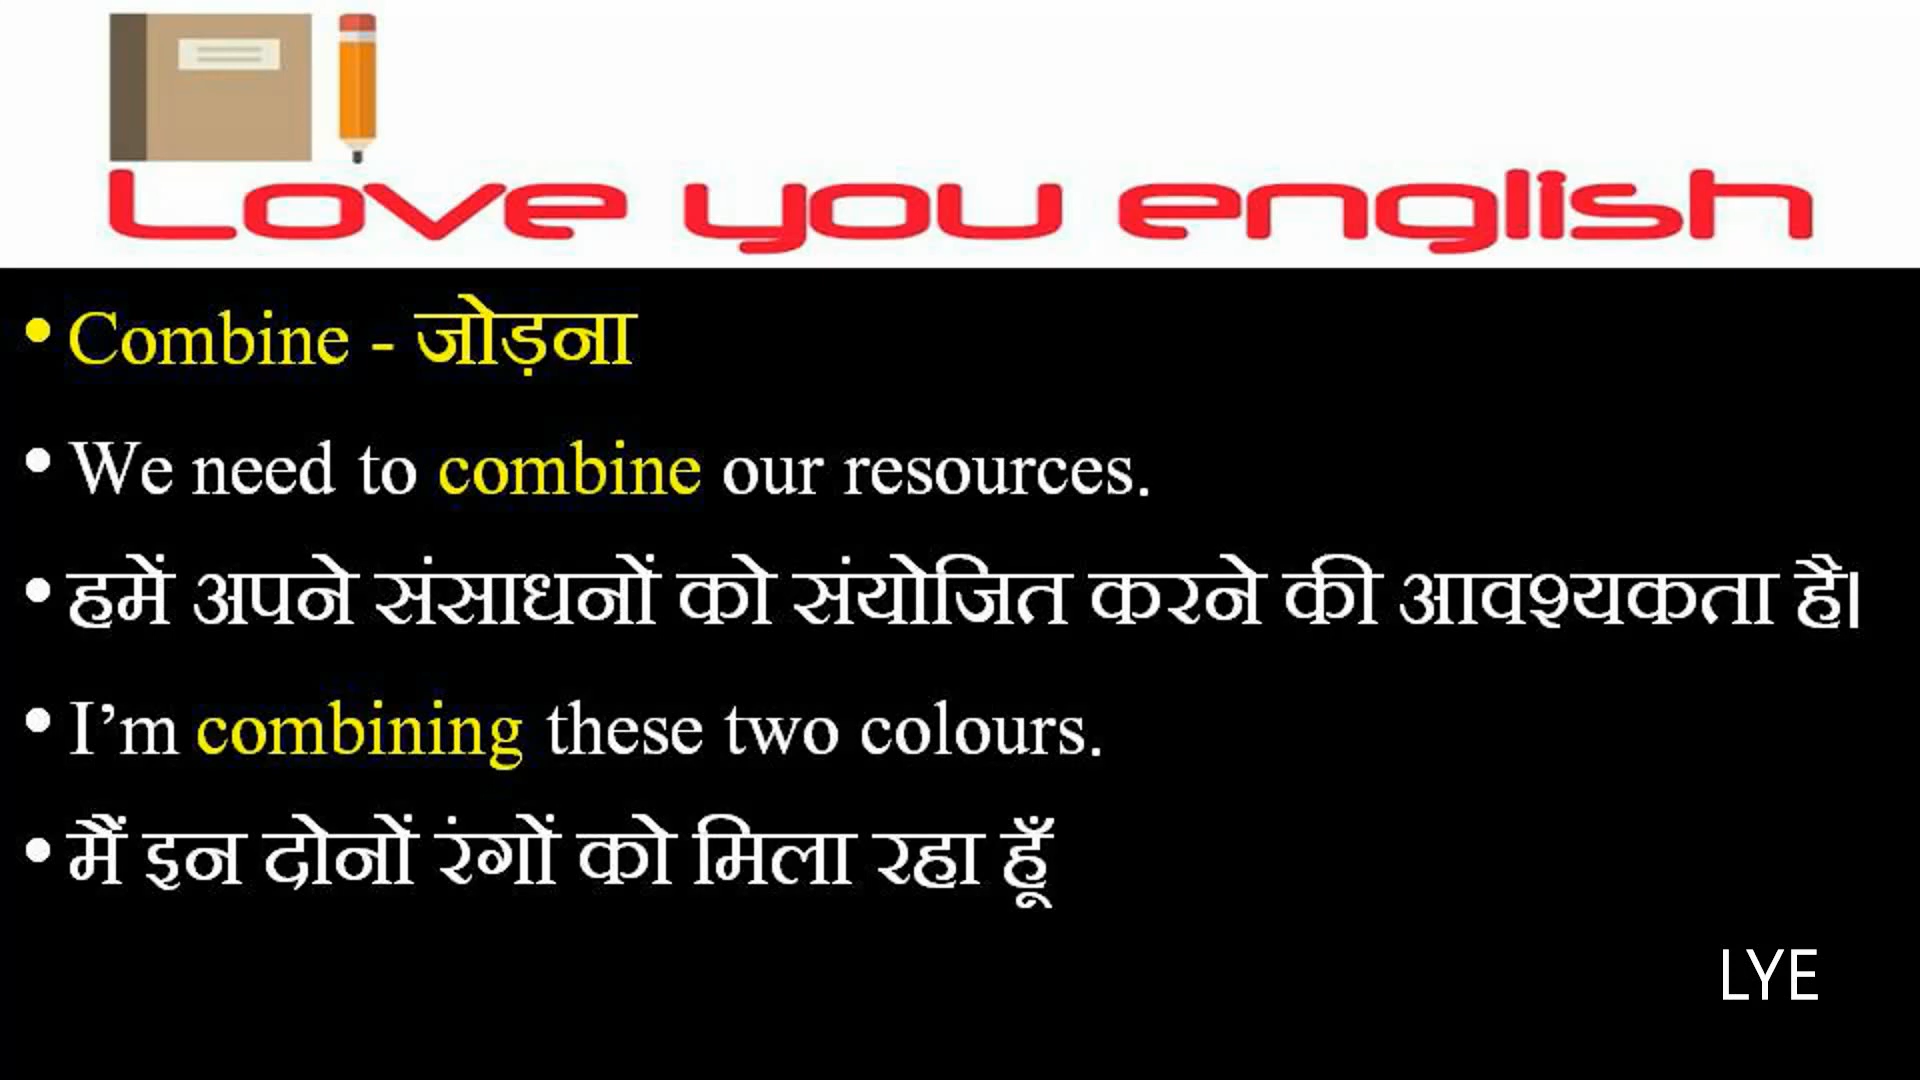 Love you english
• Combine - जोड़ना
• We need to combine our resources.
• हमें अपने संसाधनों को संयोजित करने की आवश्यकता है।
• I’m combining these two colours.
• मैं इन दोनों रंगों को मिला रहा हूँ
LYE